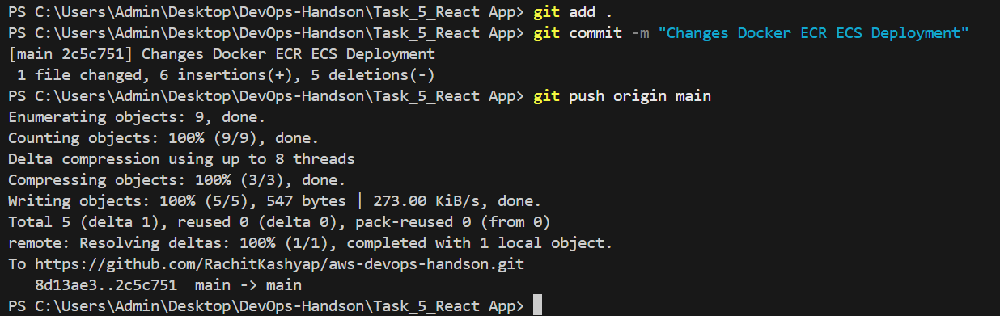 PS C:\Users\Admin\Desktop\DevOps-Handson\Task_5_React App> git add .
PS C:\Users\Admin\Desktop\DevOps-Handson\Task_5_React App> git commit -m "Changes Docker ECR ECS Deployment"
[main 2c5c751] Changes Docker ECR ECS Deployment
 1 file changed, 6 insertions(+), 5 deletions(-)
PS C:\Users\Admin\Desktop\DevOps-Handson\Task_5_React App> git push origin main
Enumerating objects: 9, done.
Counting objects: 100% (9/9), done.
Delta compression using up to 8 threads
Compressing objects: 100% (3/3), done.
Writing objects: 100% (5/5), 547 bytes | 273.00 KiB/s, done.
Total 5 (delta 1), reused 0 (delta 0), pack-reused 0 (from 0)
remote: Resolving deltas: 100% (1/1), completed with 1 local object.
To https://github.com/RachitKashyap/aws-devops-handson.git
   8d13ae3..2c5c751  main -> main
PS C:\Users\Admin\Desktop\DevOps-Handson\Task_5_React App>